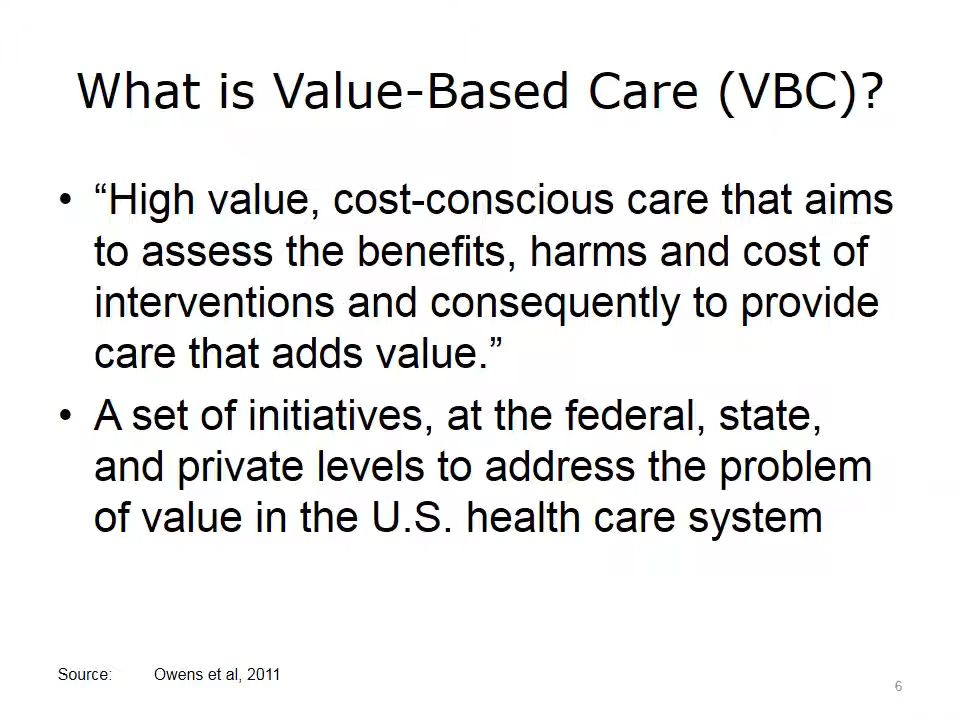 What is Value-Based Care (VBC)?
• “High value, cost-conscious care that aims
to assess the benefits, harms and cost of
interventions and consequently to provide
care that adds value.”
• A set of initiatives, at the federal, state,
and private levels to address the problem
of value in the U.S. health care system
Source: Owens et al, 2011
6